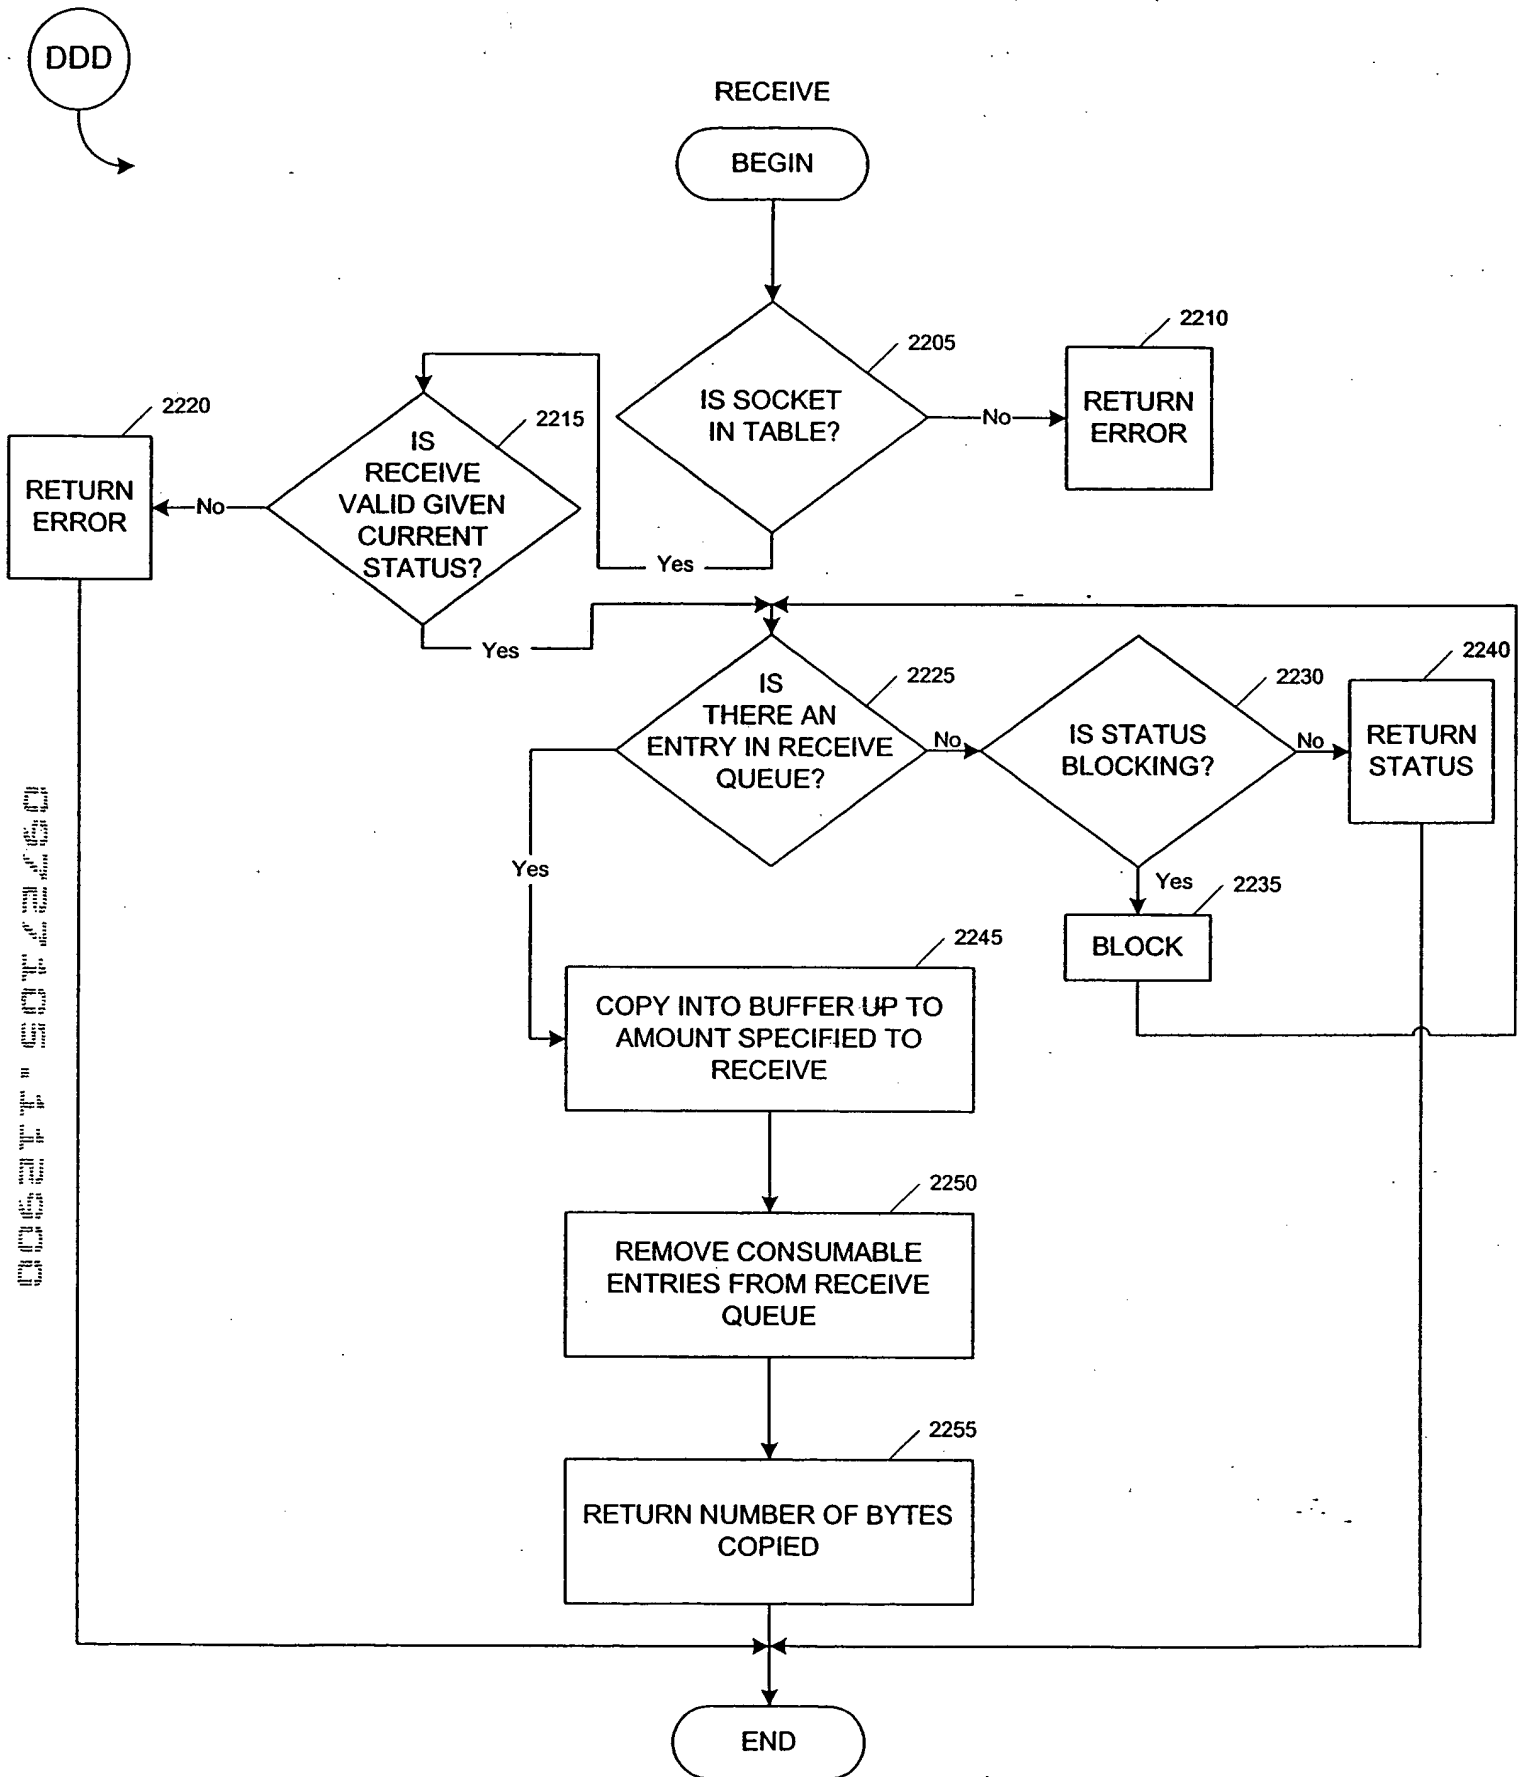 DDD
RECEIVE
BEGIN
2205
IS SOCKET
IN TABLE?
No
2210
RETURN
ERROR
Yes
2215
IS
RECEIVE
VALID GIVEN
CURRENT
STATUS?
No
2220
RETURN
ERROR
Yes
2225
IS
THERE AN
ENTRY IN RECEIVE
QUEUE?
No
2230
IS STATUS
BLOCKING?
No
2240
RETURN
STATUS
Yes
2235
BLOCK
Yes
2245
COPY INTO BUFFER UP TO
AMOUNT SPECIFIED TO
RECEIVE
2250
REMOVE CONSUMABLE
ENTRIES FROM RECEIVE
QUEUE
2255
RETURN NUMBER OF BYTES
COPIED
END